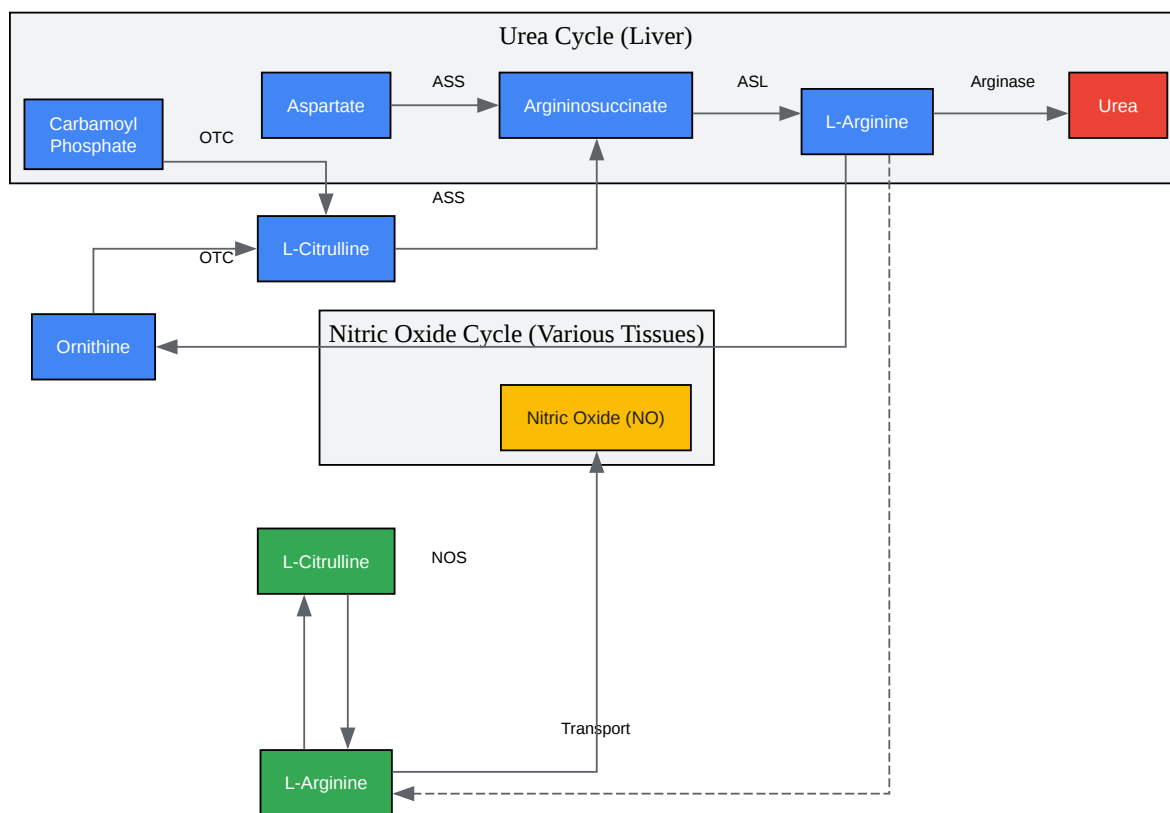 Urea Cycle (Liver)
ASS
ASL
Arginase
Aspartate
Argininosuccinate
Urea
Carbamoyl
Phosphate
L-Arginine
OTC
ASS
L-Citrulline
OTC
Nitric Oxide Cycle (Various Tissues)
Ornithine
Nitric Oxide (NO)
L-Citrulline
NOS
Transport
L-Arginine